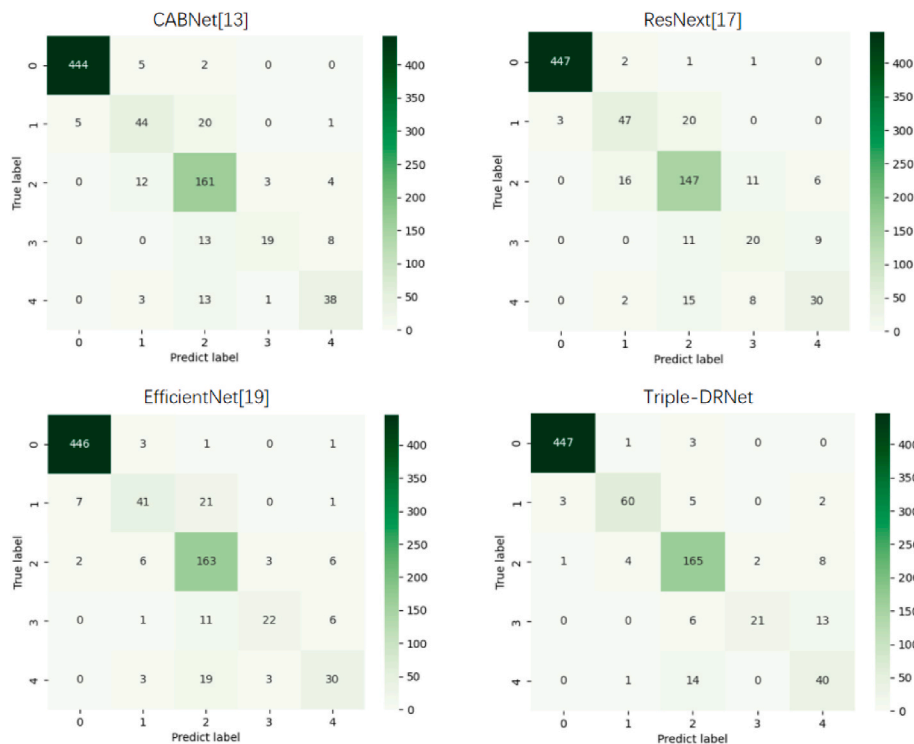 CABNet[13]
0 444 5 2 0 0
1 5 44 20 0 1
2 0 12 161 3 4
3 0 0 13 19 8
4 0 3 13 1 38
0 1 2 3 4
True label
Predict label
400
350
300
250
200
150
100
50
0
ResNext[17]
0 447 2 1 1 0
1 3 47 20 0 0
2 0 16 147 11 6
3 0 0 11 20 9
4 0 2 15 8 30
0 1 2 3 4
True label
Predict label
400
350
300
250
200
150
100
50
0
EfficientNet[19]
0 446 3 1 0 1
1 7 41 21 0 1
2 2 6 163 3 6
3 0 1 11 22 6
4 0 3 19 3 30
0 1 2 3 4
True label
Predict label
400
350
300
250
200
150
100
50
0
Triple-DRNet
0 447 1 3 0 0
1 3 60 5 0 2
2 1 4 165 2 8
3 0 0 6 21 13
4 0 1 14 0 40
0 1 2 3 4
True label
Predict label
400
350
300
250
200
150
100
50
0